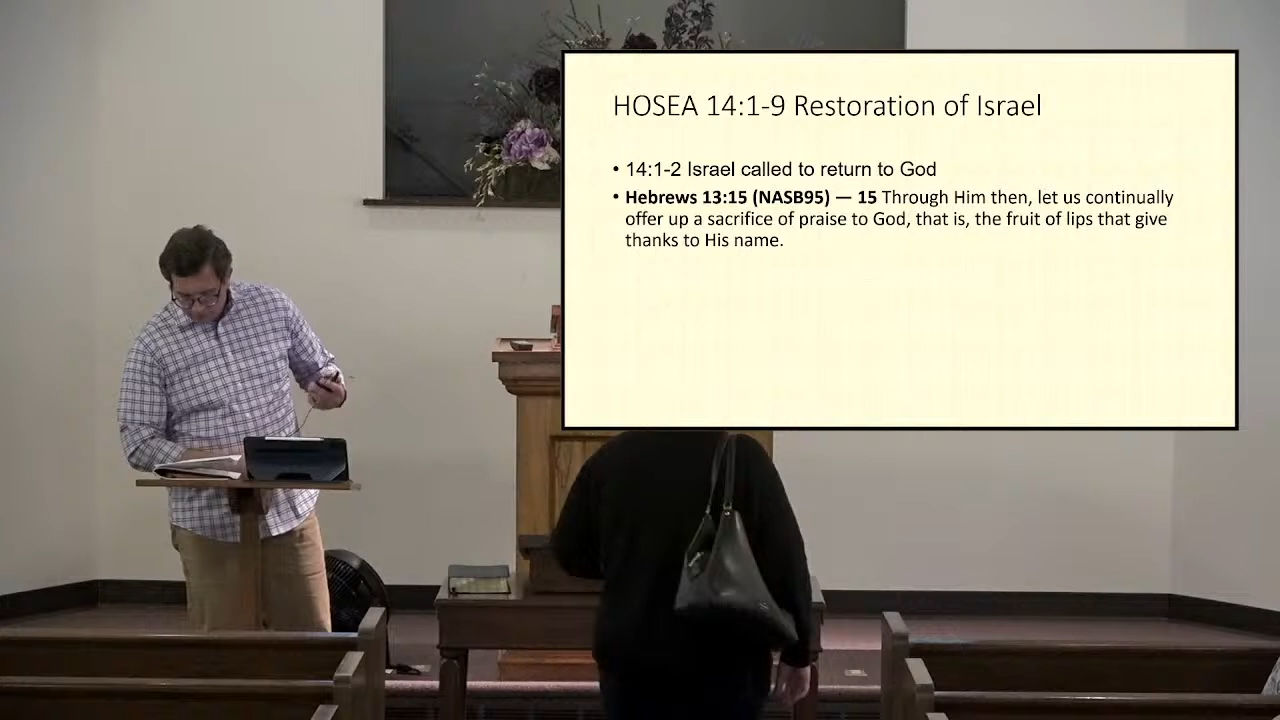 HOSEA 14:1-9 Restoration of Israel
• 14:1-2 Israel called to return to God
• Hebrews 13:15 (NASB95) — 15 Through Him then, let us continually
offer up a sacrifice of praise to God, that is, the fruit of lips that give
thanks to His name.